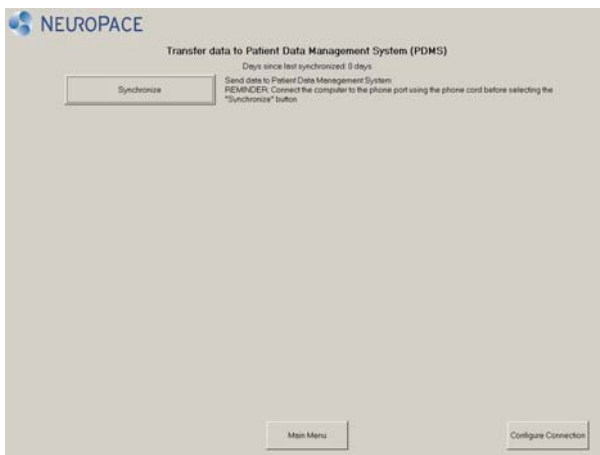 NEUROPACE
Transfer data to Patient Data Management System (PDMS)
Days since last synchronized: 0 days
Synchronize
Send data to Patient Data Management System
REMINDER: Connect the computer to the phone port using the phone cord before selecting the
"Synchronize" button
Main Menu
Configure Connection